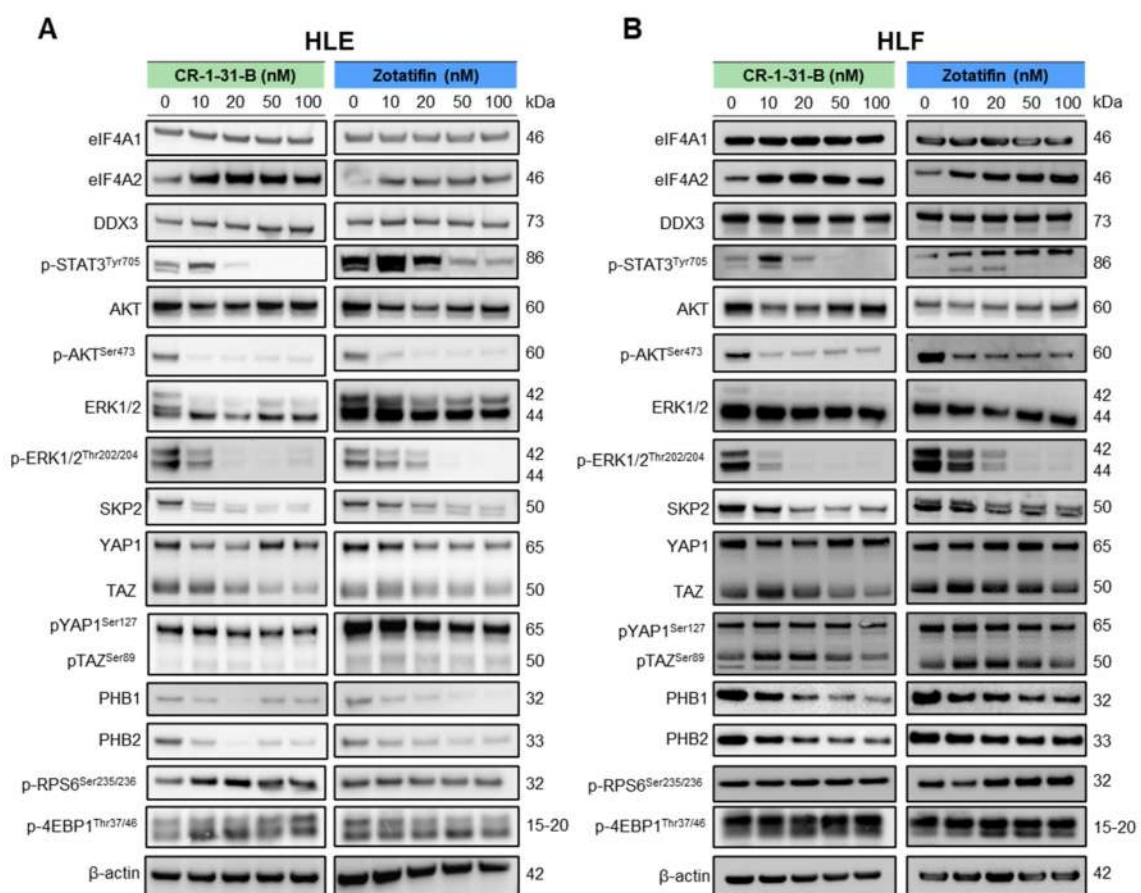 A
HLE
CR-1-31-B (nM) Zotatifin (nM)
0 10 20 50 100 0 10 20 50 100 kDa
eIF4A1 46
eIF4A2 46
DDX3 73
p-STAT3Tyr705 86
AKT 60
p-AKTSer473 60
ERK1/2 42
44
p-ERK1/2Thr202/204 42
44
SKP2 50
YAP1 65
TAZ 50
pYAP1Ser127 65
pTAZSer89 50
PHB1 32
PHB2 33
p-RPS6Ser235/236 32
p-4EBP1Thr37/46 15-20
β-actin 42
B
HLF
CR-1-31-B (nM) Zotatifin (nM)
0 10 20 50 100 0 10 20 50 100 kDa
eIF4A1 46
eIF4A2 46
DDX3 73
p-STAT3Tyr705 86
AKT 60
p-AKTSer473 60
ERK1/2 42
44
p-ERK1/2Thr202/204 42
44
SKP2 50
YAP1 65
TAZ 50
pYAP1Ser127 65
pTAZSer89 50
PHB1 32
PHB2 33
p-RPS6Ser235/236 32
p-4EBP1Thr37/46 15-20
β-actin 42